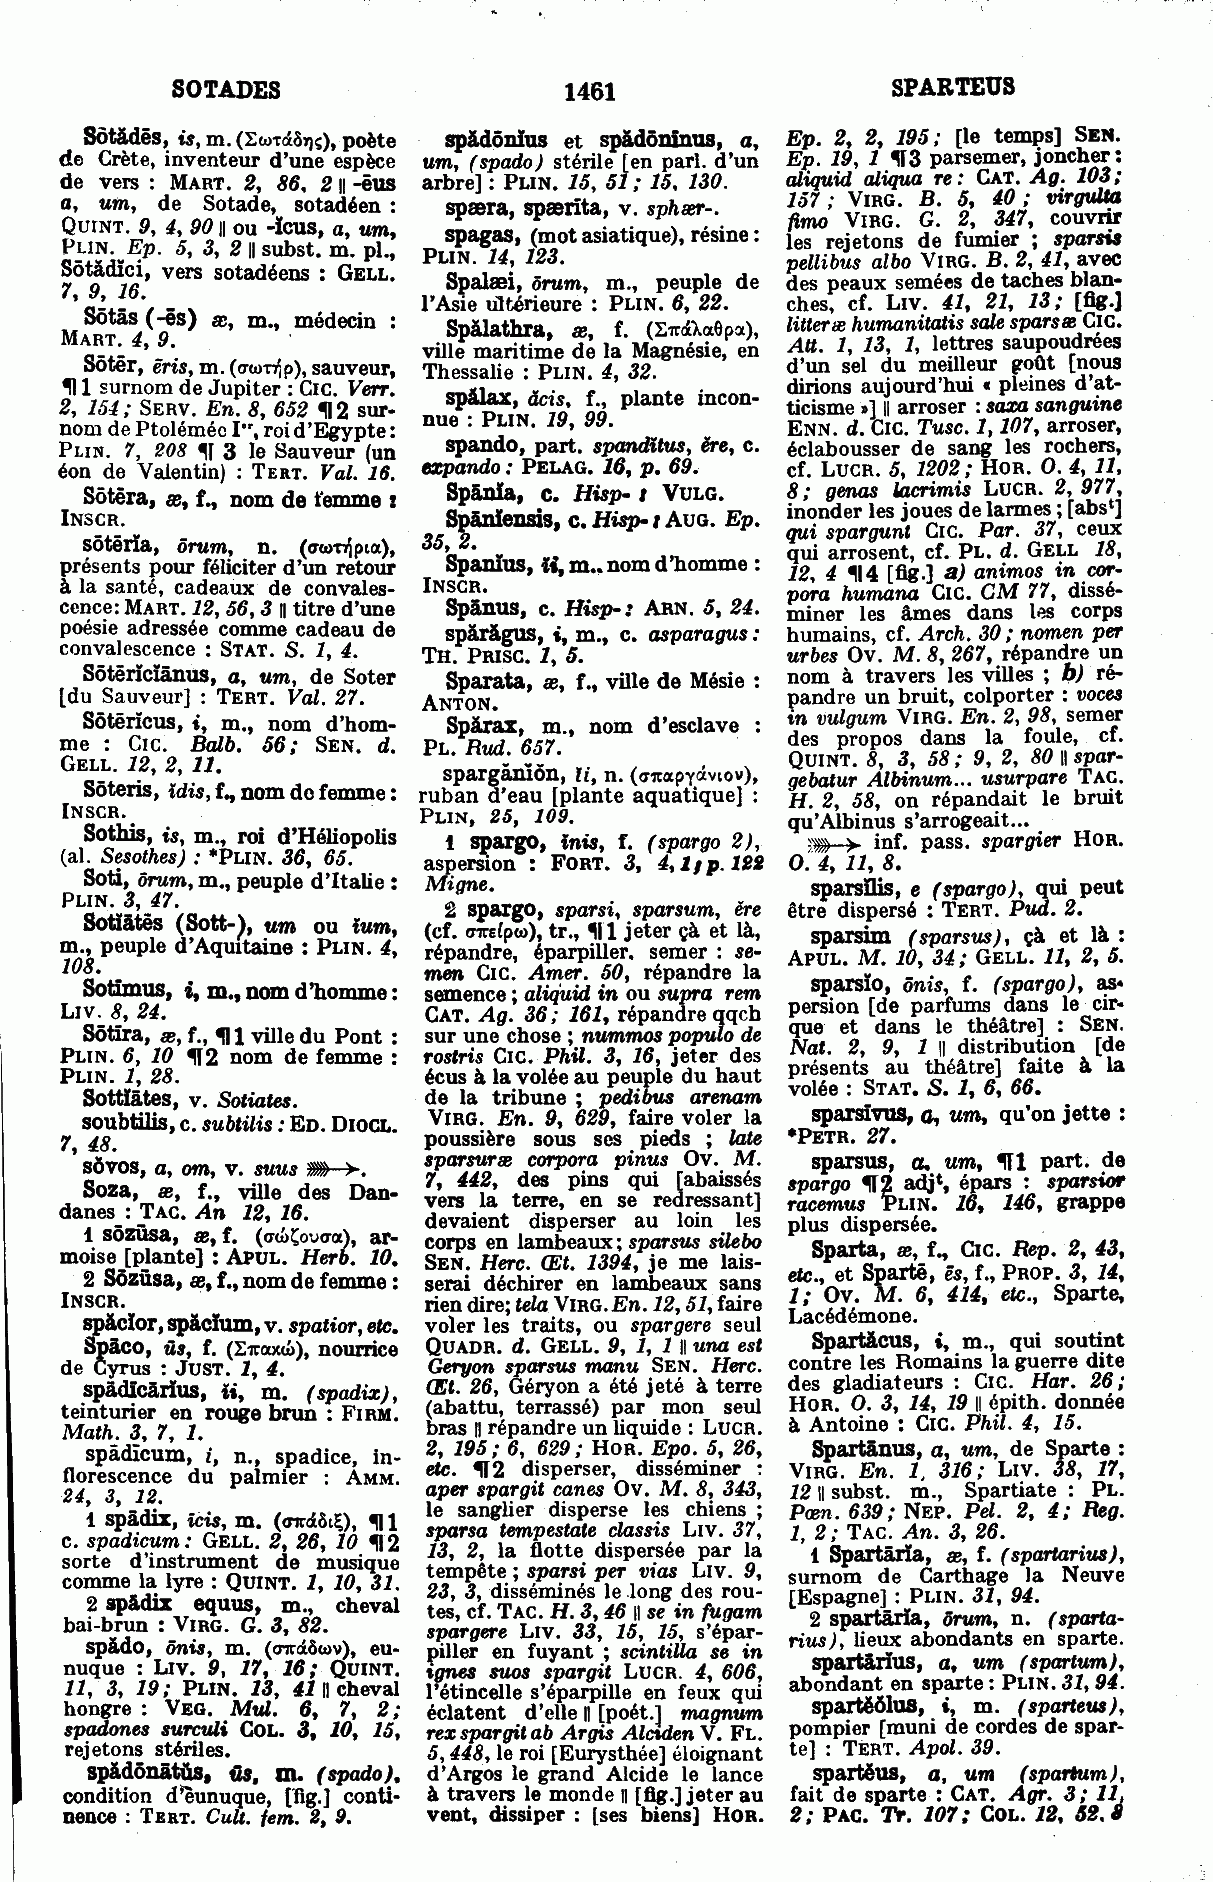 SOTADES
1461
SPARTEUS
Sōtădēs, is, m. (Σωτάδης), poète
de Crète, inventeur d'une espèce
de vers : MART. 2, 86, 2 || -ēus
a, um, de Sotade, sotadéen :
QUINT. 9, 4, 90 || ou -ĭcus, a, um,
PLIN. Ep. 5, 3, 2 || subst. m. pl.,
Sōtădĭci, vers sotadéens : GELL.
7, 9, 16.
Sōtās (-ēs) æ, m., médecin :
MART. 4, 9.
Sōtēr, ēris, m. (σωτήρ), sauveur,
¶1 surnom de Jupiter : CIC. Verr.
2, 154; SERV. En. 8, 652 ¶2 sur-
nom de Ptolémée Iᵉʳ, roi d'Egypte :
PLIN. 7, 208 ¶ 3 le Sauveur (un
éon de Valentin) : TERT. Val. 16.
Sōtēra, æ, f., nom de femme :
INSCR.
sōtērĭa, ōrum, n. (σωτήρια),
présents pour féliciter d'un retour
à la santé, cadeaux de convales-
cence : MART. 12, 56, 3 || titre d'une
poésie adressée comme cadeau de
convalescence : STAT. S. 1, 4.
Sōtērĭcĭānus, a, um, de Soter
[du Sauveur] : TERT. Val. 27.
Sōtērĭcus, i, m., nom d'hom-
me : CIC. Balb. 56; SEN. d.
GELL. 12, 2, 11.
Sōteris, ĭdis, f., nom de femme :
INSCR.
Sothis, is, m., roi d'Héliopolis
(al. Sesothes) : *PLIN. 36, 65.
Soti, ōrum, m., peuple d'Italie :
PLIN. 3, 47.
Sotĭātēs (Sott-), um ou ĭum,
m., peuple d'Aquitaine : PLIN. 4,
108.
Sotĭmus, i, m., nom d'homme :
LIV. 8, 24.
Sōtīra, æ, f., ¶1 ville du Pont :
PLIN. 6, 10 ¶2 nom de femme :
PLIN. 1, 28.
Sottĭātes, v. Sotiates.
soubtilis, c. subtilis : ED. DIOCL.
7, 48.
sŏvos, a, om, v. suus ⟫→.
Soza, æ, f., ville des Dan-
danes : TAC. An 12, 16.
1 sōzūsa, æ, f. (σώζουσα), ar-
moise [plante] : APUL. Herb. 10.
2 Sōzūsa, æ, f., nom de femme :
INSCR.
spăcĭor, spăcĭum, v. spatior, etc.
Spăco, ūs, f. (Σπακώ), nourrice
de Cyrus : JUST. 1, 4.
spādīcārĭus, ii, m. (spadix),
teinturier en rouge brun : FIRM.
Math. 3, 7, 1.
spādīcum, i, n., spadice, in-
florescence du palmier : AMM.
24, 3, 12.
1 spādix, īcis, m. (σπάδιξ), ¶1
c. spadicum : GELL. 2, 26, 10 ¶2
sorte d'instrument de musique
comme la lyre : QUINT. 1, 10, 31.
2 spādix equus, m., cheval
bai-brun : VIRG. G. 3, 82.
spădo, ōnis, m. (σπάδων), eu-
nuque : LIV. 9, 17, 16; QUINT.
11, 3, 19; PLIN. 13, 41 || cheval
hongre : VEG. Mul. 6, 7, 2;
spadones surculi COL. 3, 10, 15,
rejetons stériles.
spădōnātŭs, ūs, m. (spado),
condition d'eunuque, [fig.] conti-
nence : TERT. Cult. fem. 2, 9.
spădōnĭus et spădōnīnus, a,
um, (spado) stérile [en parl. d'un
arbre] : PLIN. 15, 51; 15, 130.
spæra, spærīta, v. sphær-.
spagas, (mot asiatique), résine :
PLIN. 14, 123.
Spalæi, ōrum, m., peuple de
l'Asie ultérieure : PLIN. 6, 22.
Spălathra, æ, f. (Σπάλαθρα),
ville maritime de la Magnésie, en
Thessalie : PLIN. 4, 32.
spălax, ăcis, f., plante incon-
nue : PLIN. 19, 99.
spando, part. spandĭtus, ĕre, c.
expando : PELAG. 16, p. 69.
Spānĭa, c. Hisp- : VULG.
Spānĭensis, c. Hisp- : AUG. Ep.
35, 2.
Spanĭus, ĭi, m., nom d'homme :
INSCR.
Spānus, c. Hisp- : ARN. 5, 24.
spărăgus, i, m., c. asparagus :
TH. PRISC. 1, 5.
Sparata, æ, f., ville de Mésie :
ANTON.
Spărax, m., nom d'esclave :
PL. Rud. 657.
spargănĭŏn, ĭi, n. (σπαργάνιον),
ruban d'eau [plante aquatique] :
PLIN, 25, 109.
1 spargo, ĭnis, f. (spargo 2),
aspersion : FORT. 3, 4, 1; p. 122
Migne.
2 spargo, sparsi, sparsum, ĕre
(cf. σπείρω), tr., ¶1 jeter çà et là,
répandre, éparpiller, semer : se-
men CIC. Amer. 50, répandre la
semence; aliquid in ou supra rem
CAT. Ag. 36; 161, répandre qqch
sur une chose; nummos populo de
rostris CIC. Phil. 3, 16, jeter des
écus à la volée au peuple du haut
de la tribune ; pedibus arenam
VIRG. En. 9, 629, faire voler la
poussière sous ses pieds ; late
sparsuræ corpora pinus OV. M.
7, 442, des pins qui [abaissés
vers la terre, en se redressant]
devaient disperser au loin les
corps en lambeaux; sparsus silebo
SEN. Herc. Œt. 1394, je me lais-
serai déchirer en lambeaux sans
rien dire; tela VIRG. En. 12, 51, faire
voler les traits, ou spargere seul
QUADR. d. GELL. 9, 1, 1 || una est
Geryon sparsus manu SEN. Herc.
Œt. 26, Géryon a été jeté à terre
(abattu, terrassé) par mon seul
bras || répandre un liquide : LUCR.
2, 195; 6, 629; HOR. Epo. 5, 26,
etc. ¶2 disperser, disséminer :
aper spargit canes OV. M. 8, 343,
le sanglier disperse les chiens ;
sparsa tempestate classis LIV. 37,
13, 2, la flotte dispersée par la
tempête ; sparsi per vias LIV. 9,
23, 3, disséminés le long des rou-
tes, cf. TAC. H. 3, 46 || se in fugam
spargere LIV. 33, 15, 15, s'épar-
piller en fuyant ; scintilla se in
ignes suos spargit LUCR. 4, 606,
l'étincelle s'éparpille en feux qui
éclatent d'elle || [poét.] magnum
rex spargit ab Argis Alciden V. FL.
5, 448, le roi [Eurysthée] éloignant
d'Argos le grand Alcide le lance
à travers le monde || [fig.] jeter au
vent, dissiper : [ses biens] HOR.
Ep. 2, 2, 195; [le temps] SEN.
Ep. 19, 1 ¶3 parsemer, joncher :
aliquid aliqua re : CAT. Ag. 103;
157; VIRG. B. 5, 40; virgulta
fimo VIRG. G. 2, 347, couvrir
les rejetons de fumier ; sparsis
pellibus albo VIRG. B. 2, 41, avec
des peaux semées de taches blan-
ches, cf. LIV. 41, 21, 13; [fig.]
litteræ humanitatis sale sparsæ CIC.
Att. 1, 13, 1, lettres saupoudrées
d'un sel du meilleur goût [nous
dirions aujourd'hui « pleines d'at-
ticisme »] || arroser : saxa sanguine
ENN. d. CIC. Tusc. 1, 107, arroser,
éclabousser de sang les rochers,
cf. LUCR. 5, 1202; HOR. O. 4, 11,
8; genas lacrimis LUCR. 2, 977,
inonder les joues de larmes; [absᵗ]
qui spargunt CIC. Par. 37, ceux
qui arrosent, cf. PL. d. GELL 18,
12, 4 ¶4 [fig.] a) animos in cor-
pora humana CIC. CM 77, dissé-
miner les âmes dans les corps
humains, cf. Arch. 30; nomen per
urbes OV. M. 8, 267, répandre un
nom à travers les villes ; b) ré-
pandre un bruit, colporter : voces
in vulgum VIRG. En. 2, 98, semer
des propos dans la foule, cf.
QUINT. 8, 3, 58; 9, 2, 80 || spar-
gebatur Albinum... usurpare TAC.
H. 2, 58, on répandait le bruit
qu'Albinus s'arrogeait...
⟫→ inf. pass. spargier HOR.
O. 4, 11, 8.
sparsĭlis, e (spargo), qui peut
être dispersé : TERT. Pud. 2.
sparsim (sparsus), çà et là :
APUL. M. 10, 34; GELL. 11, 2, 5.
sparsĭo, ōnis, f. (spargo), as-
persion [de parfums dans le cir-
que et dans le théâtre] : SEN.
Nat. 2, 9, 1 || distribution [de
présents au théâtre] faite à la
volée : STAT. S. 1, 6, 66.
sparsīvus, a, um, qu'on jette :
*PETR. 27.
sparsus, a, um, ¶1 part. de
spargo ¶2 adjᵗ, épars : sparsior
racemus PLIN. 16, 146, grappe
plus dispersée.
Sparta, æ, f., CIC. Rep. 2, 43,
etc., et Spartē, ēs, f., PROP. 3, 14,
1; OV. M. 6, 414, etc., Sparte,
Lacédémone.
Spartăcus, i, m., qui soutint
contre les Romains la guerre dite
des gladiateurs : CIC. Har. 26;
HOR. O. 3, 14, 19 || épith. donnée
à Antoine : CIC. Phil. 4, 15.
Spartānus, a, um, de Sparte :
VIRG. En. 1, 316; LIV. 38, 17,
12 || subst. m., Spartiate : PL.
Pœn. 639; NEP. Pel. 2, 4; Reg.
1, 2; TAC. An. 3, 26.
1 Spartārĭa, æ, f. (spartarius),
surnom de Carthage la Neuve
[Espagne] : PLIN. 31, 94.
2 spartārĭa, ōrum, n. (sparta-
rius), lieux abondants en sparte.
spartārĭus, a, um (spartum),
abondant en sparte : PLIN. 31, 94.
spartĕŏlus, i, m. (sparteus),
pompier [muni de cordes de spar-
te] : TERT. Apol. 39.
spartĕus, a, um (spartum),
fait de sparte : CAT. Agr. 3; 11,
2; PAC. Tr. 107; COL. 12, 52, 8